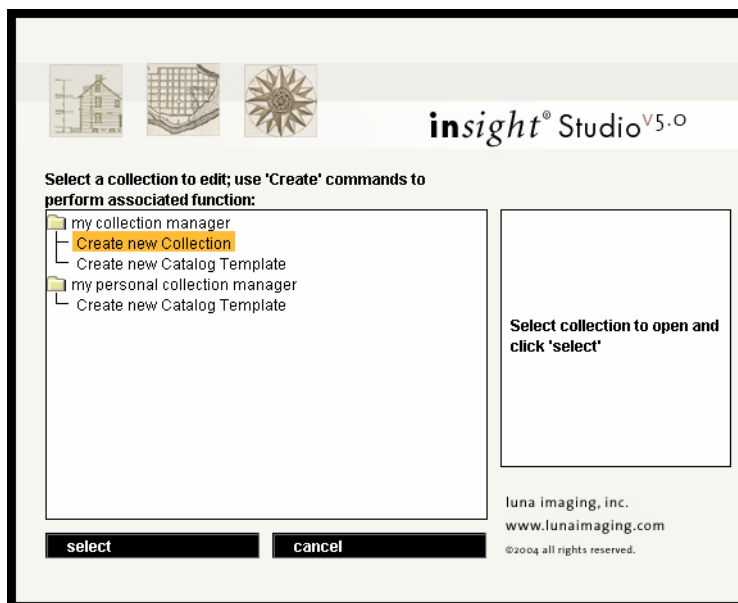 insight® Studio v5.0
Select a collection to edit; use 'Create' commands to
perform associated function:
my collection manager
Create new Collection
Create new Catalog Template
my personal collection manager
Create new Catalog Template
Select collection to open and
click 'select'
luna imaging, inc.
www.lunaimaging.com
©2004 all rights reserved.
select
cancel